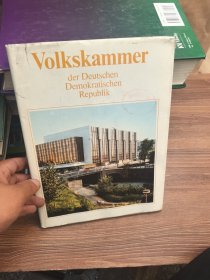 Volkskammer
der Deutschen
Demokratischen
Republik